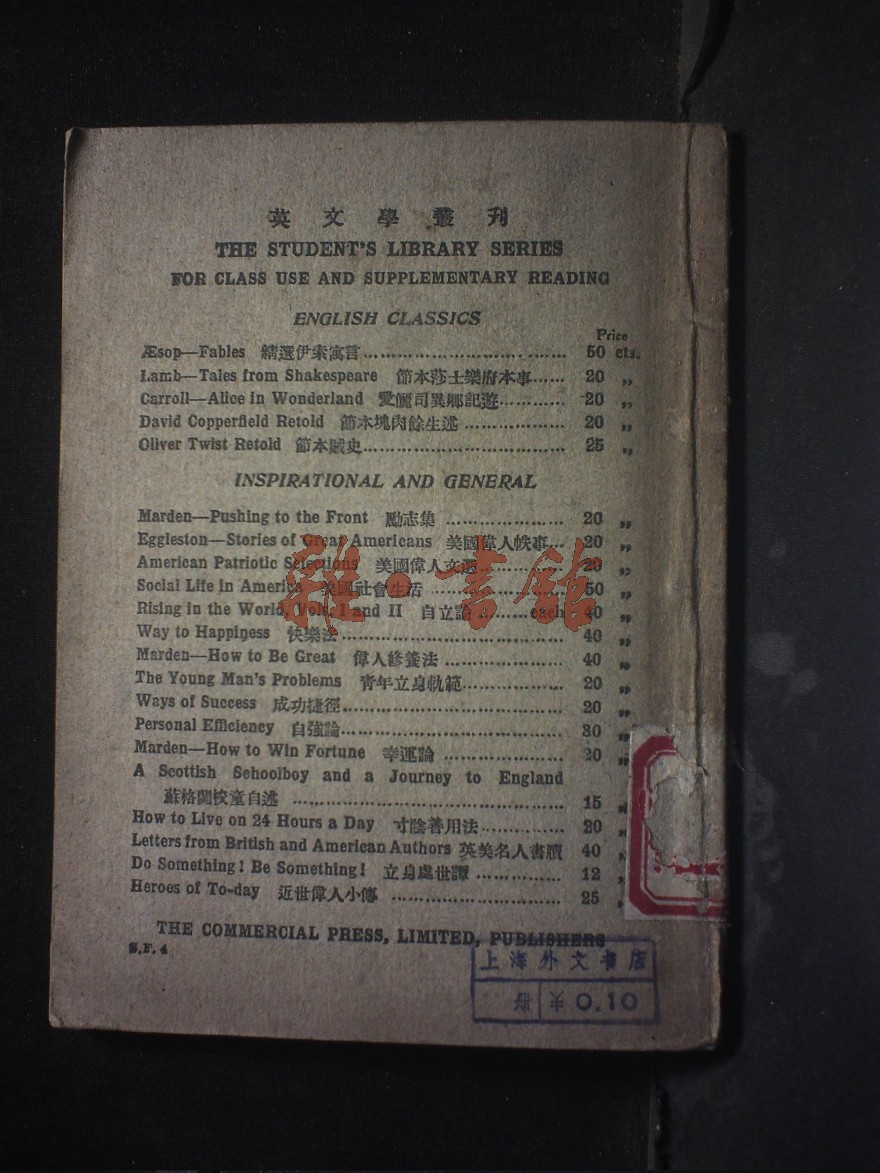 英文學叢刊
THE STUDENT'S LIBRARY SERIES
FOR CLASS USE AND SUPPLEMENTARY READING
ENGLISH CLASSICS
Price
Æsop—Fables 精選伊索寓言 ........ 50 cts.
Lamb—Tales from Shakespeare 節本莎士樂府本事...... 20 „
Carroll—Alice in Wonderland 愛麗司異鄉記遊............ 20 „
David Copperfield Retold 節本塊肉餘生述 .................. 20 „
Oliver Twist Retold 節本賊史.................................... 25 „
INSPIRATIONAL AND GENERAL
Marden—Pushing to the Front 勵志集 ..................... 20 „
Eggleston—Stories of Great Americans 美國偉人軼事... 20 „
American Patriotic Selections 美國偉人文選............... 20 „
Social Life in America 美國社會生活 ........................ 50 „
Rising in the World, Vols. I and II 自立論 .........each 40 „
Way to Happiness 快樂法........................................ 40 „
Marden—How to Be Great 偉人修養法 ..................... 40 „
The Young Man's Problems 青年立身軌範.................. 20 „
Ways of Success 成功捷徑....................................... 20 „
Personal Efficiency 自強論....................................... 30 „
Marden—How to Win Fortune 幸運論 ..................... 20 „
A Scottish Schoolboy and a Journey to England
蘇格蘭校童自述 ................................................ 15 „
How to Live on 24 Hours a Day 寸陰善用法............... 20 „
Letters from British and American Authors 英美名人書牘 40 „
Do Something! Be Something! 立身處世譚 ............... 12 „
Heroes of To-day 近世偉人小傳 .............................. 25 „
THE COMMERCIAL PRESS, LIMITED, PUBLISHERS
S.F. 4
上海外文书店
册 ¥ 0.10
雜·書館